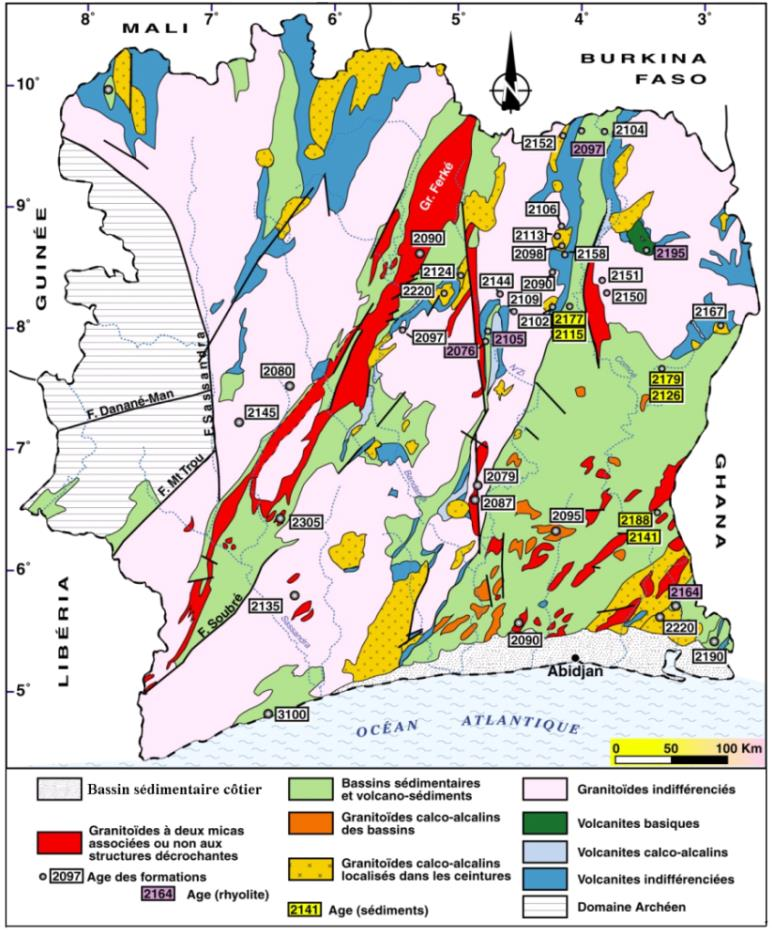 8° 7° 6° 5° 4° 3°
MALI
BURKINA
FASO
N
10°
9°
8°
7°
6°
5°
GUINÉE
LIBÉRIA
GHANA
Gr. Ferké
F. Sassandra
F. Danané-Man
F. Mt Trou
F. Soubré
Sassandra
Bandama
N'Zi
Comoé
2152
2104
2097
2106
2113
2098
2158
2195
2090
2124
2220
2144
2090
2151
2150
2109
2102
2177
2115
2167
2097
2076
2105
2080
2145
2179
2126
2079
2087
2095
2188
2141
2305
2135
2164
2220
2090
2190
3100
Abidjan
OCÉAN ATLANTIQUE
0 50 100 Km
Bassin sédimentaire côtier
Granitoïdes à deux micas
associées ou non aux
structures décrochantes
2097 Age des formations
2164 Age (rhyolite)
Bassins sédimentaires
et volcano-sédiments
Granitoïdes calco-alcalins
des bassins
Granitoïdes calco-alcalins
localisés dans les ceintures
2141 Age (sédiments)
Granitoïdes indifférenciés
Volcanites basiques
Volcanites calco-alcalins
Volcanites indifférenciées
Domaine Archéen